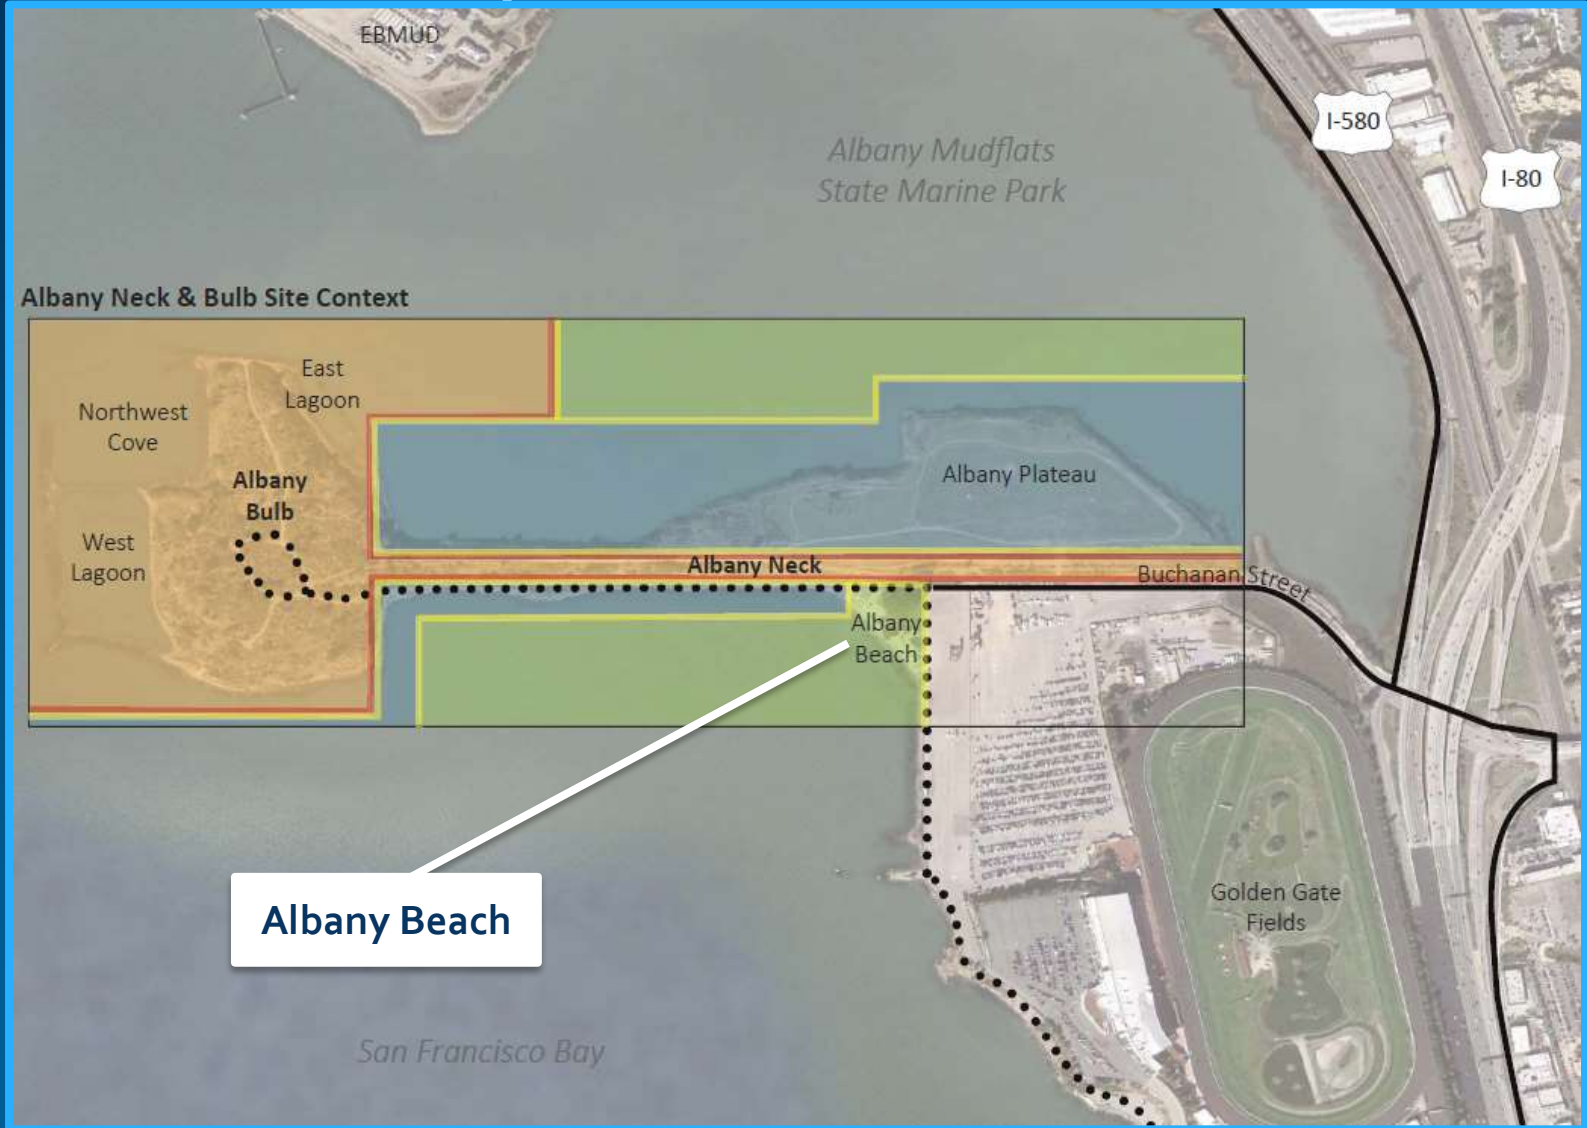 EBMUD
I-580
Albany Mudflats
State Marine Park
I-80
Albany Neck & Bulb Site Context
East
Lagoon
Northwest
Cove
Albany
Bulb
Albany Plateau
West
Lagoon
Albany Neck
Buchanan Street
Albany
Beach
Albany Beach
Golden Gate
Fields
San Francisco Bay